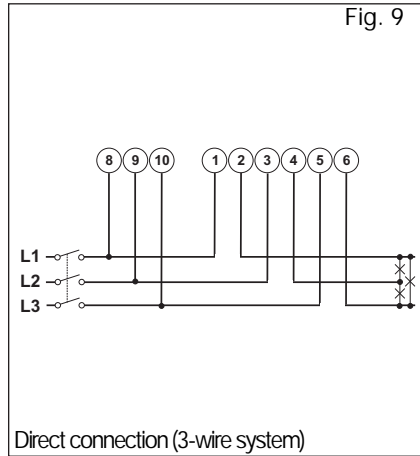 Fig. 9
8 9 10 1 2 3 4 5 6
L1
L2
L3
Direct connection (3-wire system)